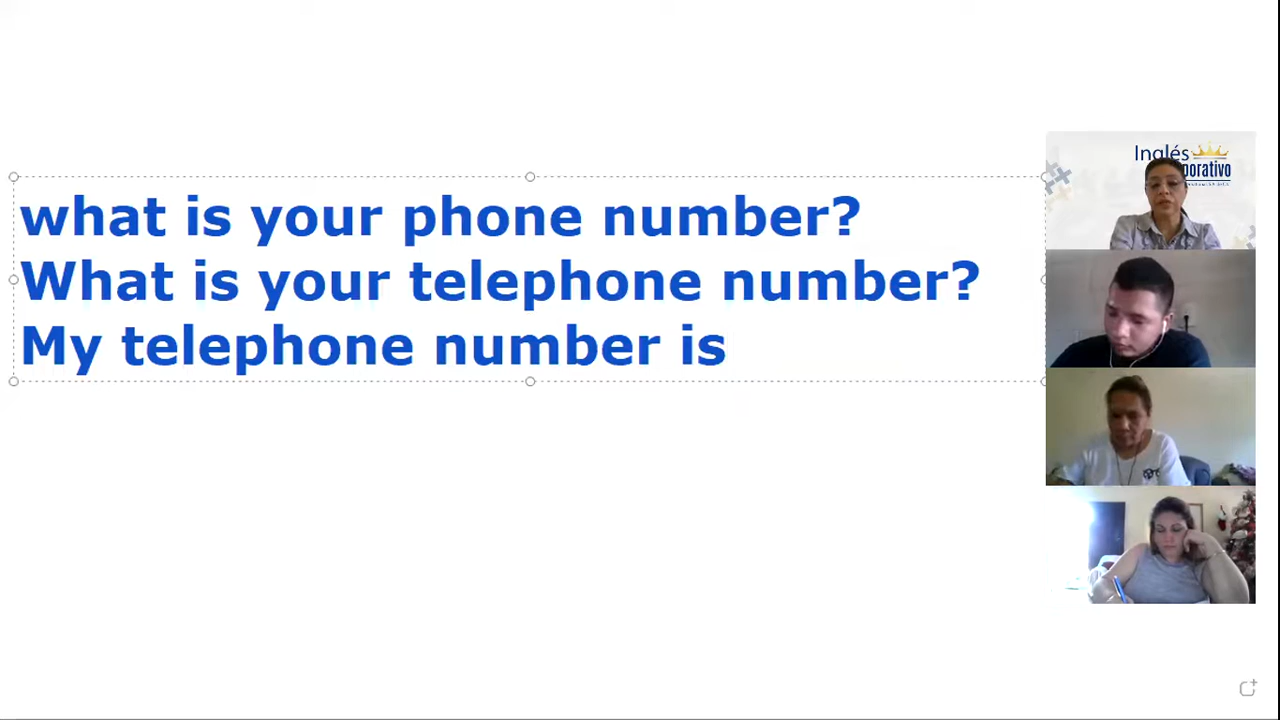 what is your phone number?
What is your telephone number?
My telephone number is
Inglés
porativo